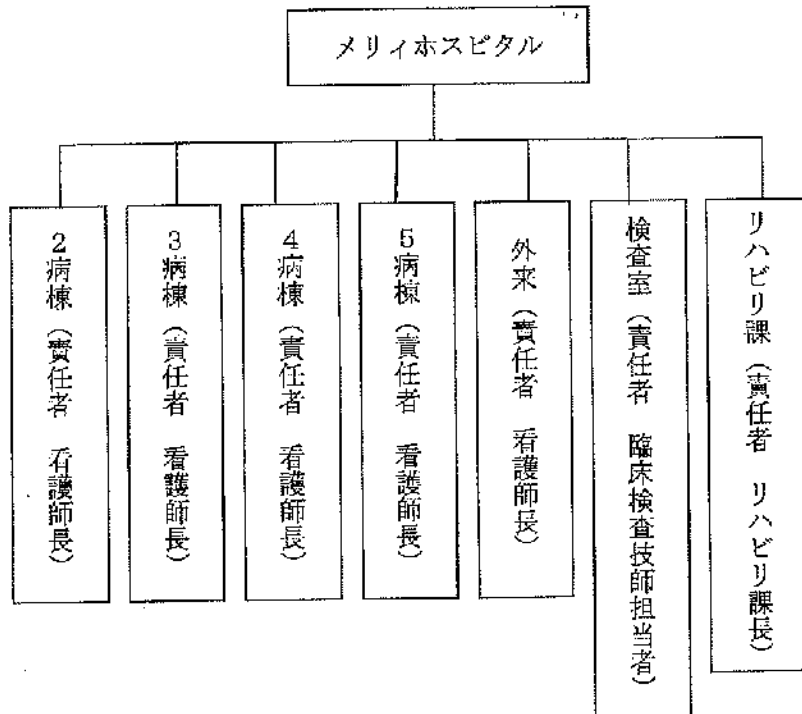 メリィホスピタル
2病棟（責任者　看護師長）
3病棟（責任者　看護師長）
4病棟（責任者　看護師長）
5病棟（責任者　看護師長）
外来（責任者　看護師長）
検査室（責任者　臨床検査技師担当者）
リハビリ課（責任者　リハビリ課長）